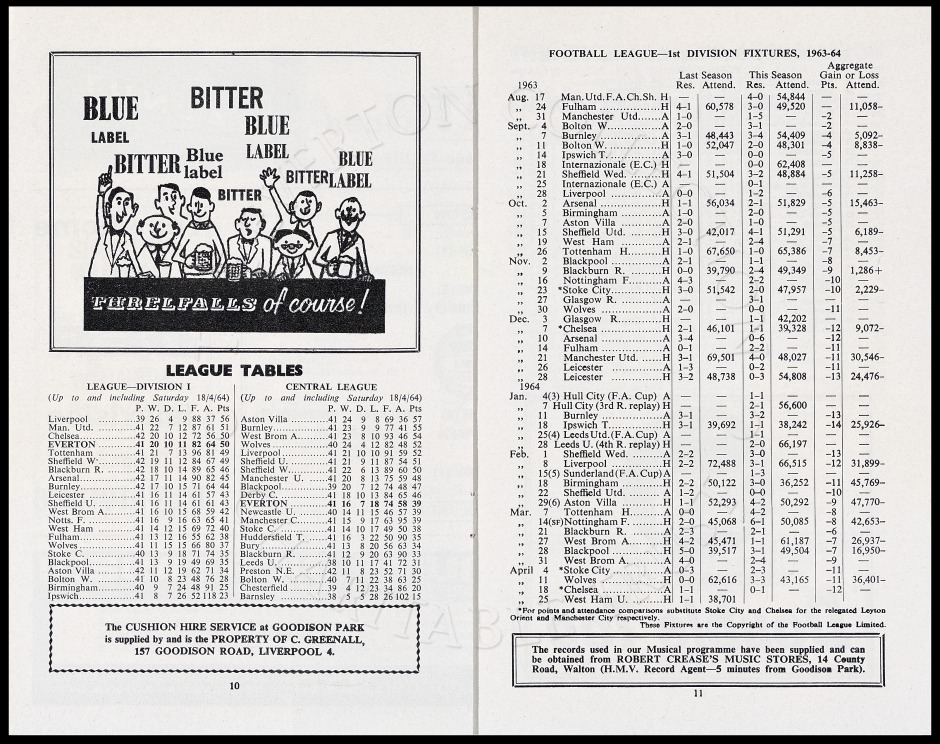 BLUE
LABEL
BITTER
BLUE
LABEL
BITTER
Blue
label
BITTER
BITTER
BLUE
LABEL
THRELFALLS of course!
LEAGUE TABLES
LEAGUE—DIVISION I
(Up to and including Saturday 18/4/64)
P. W. D. L. F. A. Pts
Liverpool 39 26 4 9 88 37 56
Man. Utd. 41 22 7 12 87 61 51
Chelsea 42 20 10 12 72 56 50
EVERTON 41 20 10 11 82 64 50
Tottenham 41 21 7 13 96 81 49
Sheffield W. 42 19 11 12 84 67 49
Blackburn R. 42 18 10 14 89 65 46
Arsenal 42 17 11 14 90 82 45
Burnley 42 17 10 15 71 64 44
Leicester 41 16 11 14 61 57 43
Sheffield U. 41 16 11 14 61 61 43
West Brom A. 41 16 10 15 68 59 42
Notts. F. 41 16 9 16 63 65 41
West Ham 41 14 12 15 69 72 40
Fulham 41 13 12 16 55 62 38
Wolves 41 11 15 15 66 80 37
Stoke C. 40 13 9 18 71 74 35
Blackpool 41 13 9 19 49 69 35
Aston Villa 42 11 12 19 62 71 34
Bolton W. 41 10 8 23 48 76 28
Birmingham 40 9 7 24 48 91 25
Ipswich 41 8 7 26 52 118 23
CENTRAL LEAGUE
(Up to and including Saturday 18/4/64)
P. W. D. L. F. A. Pts
Aston Villa 41 24 9 8 69 36 57
Burnley 41 23 9 9 77 41 55
West Brom A. 41 23 8 10 93 46 54
Wolves 40 24 4 12 82 48 52
Liverpool 41 21 10 10 91 59 52
Sheffield U. 41 21 9 11 87 54 51
Sheffield W. 41 22 6 13 89 60 50
Manchester U. 41 20 8 13 75 59 48
Blackpool 39 20 7 12 74 48 47
Derby C. 41 18 10 13 84 65 46
EVERTON 41 16 7 18 74 58 39
Newcastle U. 40 14 11 15 46 57 39
Manchester C. 41 15 9 17 63 95 39
Stoke C. 41 14 10 17 49 50 38
Huddersfield T. 41 16 3 22 50 90 35
Bury 41 13 8 20 56 63 34
Blackburn R. 41 12 9 20 63 90 33
Leeds U. 38 10 11 17 41 72 31
Preston N.E. 42 11 8 23 52 71 30
Bolton W. 40 7 11 22 38 63 25
Chesterfield 39 4 12 23 34 86 20
Barnsley 38 5 5 28 26 102 15
The CUSHION HIRE SERVICE at GOODISON PARK
is supplied by and is the PROPERTY OF C. GREENALL,
157 GOODISON ROAD, LIVERPOOL 4.
10
FOOTBALL LEAGUE—1st DIVISION FIXTURES, 1963-64
Aggregate
Last Season This Season Gain or Loss
1963 Res. Attend. Res. Attend. Pts. Attend.
Aug. 17 Man. Utd. F.A. Ch. Sh. H — — 4–0 54,844 — —
„ 24 Fulham H 4–1 60,578 3–0 49,520 — 11,058–
„ 31 Manchester Utd. A 1–0 — 1–5 — –2 —
Sept. 4 Bolton W. A 2–0 — 3–1 — –2 —
„ 7 Burnley H 3–1 48,443 3–4 54,409 –4 5,092–
„ 11 Bolton W. H 1–0 52,047 2–0 48,301 –4 8,838–
„ 14 Ipswich T. A 3–0 — 0–0 — –5 —
„ 18 Internazionale (E.C.) H — — 0–0 62,408 — —
„ 21 Sheffield Wed. H 4–1 51,504 3–2 48,884 –5 11,258–
„ 25 Internazionale (E.C.) A — — 0–1 — — —
„ 28 Liverpool A 0–0 — 1–2 — –6 —
Oct. 2 Arsenal H 1–1 56,034 2–1 51,829 –5 15,463–
„ 5 Birmingham A 1–0 — 2–0 — –5 —
„ 7 Aston Villa A 2–0 — 1–0 — –5 —
„ 15 Sheffield Utd. H 3–0 42,017 4–1 51,291 –5 6,189–
„ 19 West Ham A 2–1 — 2–4 — –7 —
„ 26 Tottenham H. H 1–0 67,650 1–0 65,386 –7 8,453–
Nov. 2 Blackpool A 2–1 — 1–1 — –8 —
„ 9 Blackburn R. H 0–0 39,790 2–4 49,349 –9 1,286+
„ 16 Nottingham F. A 4–3 — 2–2 — –10 —
„ 23 *Stoke City H 3–0 51,542 2–0 47,957 –10 2,229–
„ 27 Glasgow R. A — — 3–1 — — —
„ 30 Wolves A 2–0 — 0–0 — –11 —
Dec. 3 Glasgow R. H — — 1–1 42,202 — —
„ 7 *Chelsea H 2–1 46,101 1–1 39,328 –12 9,072–
„ 10 Arsenal A 3–4 — 0–6 — –12 —
„ 14 Fulham A 0–1 — 2–2 — –11 —
„ 21 Manchester Utd. H 3–1 69,501 4–0 48,027 –11 30,546–
„ 26 Leicester A 1–3 — 0–2 — –11 —
„ 28 Leicester H 3–2 48,738 0–3 54,808 –13 24,476–
1964
Jan. 4(3) Hull City (F.A. Cup) A — — 1–1 — — —
„ 7 Hull City (3rd R. replay) H — — 2–1 56,600 — —
„ 11 Burnley A 3–1 — 3–2 — –13 —
„ 18 Ipswich T. H 3–1 39,692 1–1 38,242 –14 25,926–
„ 25(4) Leeds Utd. (F.A. Cup) A — — 1–1 — — —
„ 28 Leeds U. (4th R. replay) H — — 2–0 66,197 — —
Feb. 1 Sheffield Wed. A 2–2 — 3–0 — –13 —
„ 8 Liverpool H 2–2 72,488 3–1 66,515 –12 31,899–
„ 15(5) Sunderland (F.A. Cup) A — — 1–3 — — —
„ 18 Birmingham H 2–2 50,122 3–0 36,252 –11 45,769–
„ 22 Sheffield Utd. A 1–2 — 0–0 — –10 —
„ 29(6) Aston Villa H 1–1 52,293 4–2 50,292 –9 47,770–
Mar. 7 Tottenham H. A 0–0 — 4–2 — –8 —
„ 14(SF) Nottingham F. H 2–0 45,068 6–1 50,085 –8 42,653–
„ 21 Blackburn R. A 2–3 — 2–1 — –6 —
„ 27 West Brom A. H 4–2 45,471 1–1 61,187 –7 26,937–
„ 28 Blackpool H 5–0 39,517 3–1 49,504 –7 16,950–
„ 31 West Brom A. A 4–0 — 2–4 — –9 —
April 4 *Stoke City A 0–3 — 2–3 — –11 —
„ 11 Wolves H 0–0 62,616 3–3 43,165 –11 36,401–
„ 18 *Chelsea A 1–1 — 0–1 — –12 —
„ 25 West Ham U. H 1–1 38,701
*For points and attendance comparisons substitute Stoke City and Chelsea for the relegated Leyton
Orient and Manchester City respectively.
These Fixtures are the Copyright of the Football League Limited.
The records used in our Musical programme have been supplied and can
be obtained from ROBERT CREASE'S MUSIC STORES, 14 County
Road, Walton (H.M.V. Record Agent—5 minutes from Goodison Park).
11